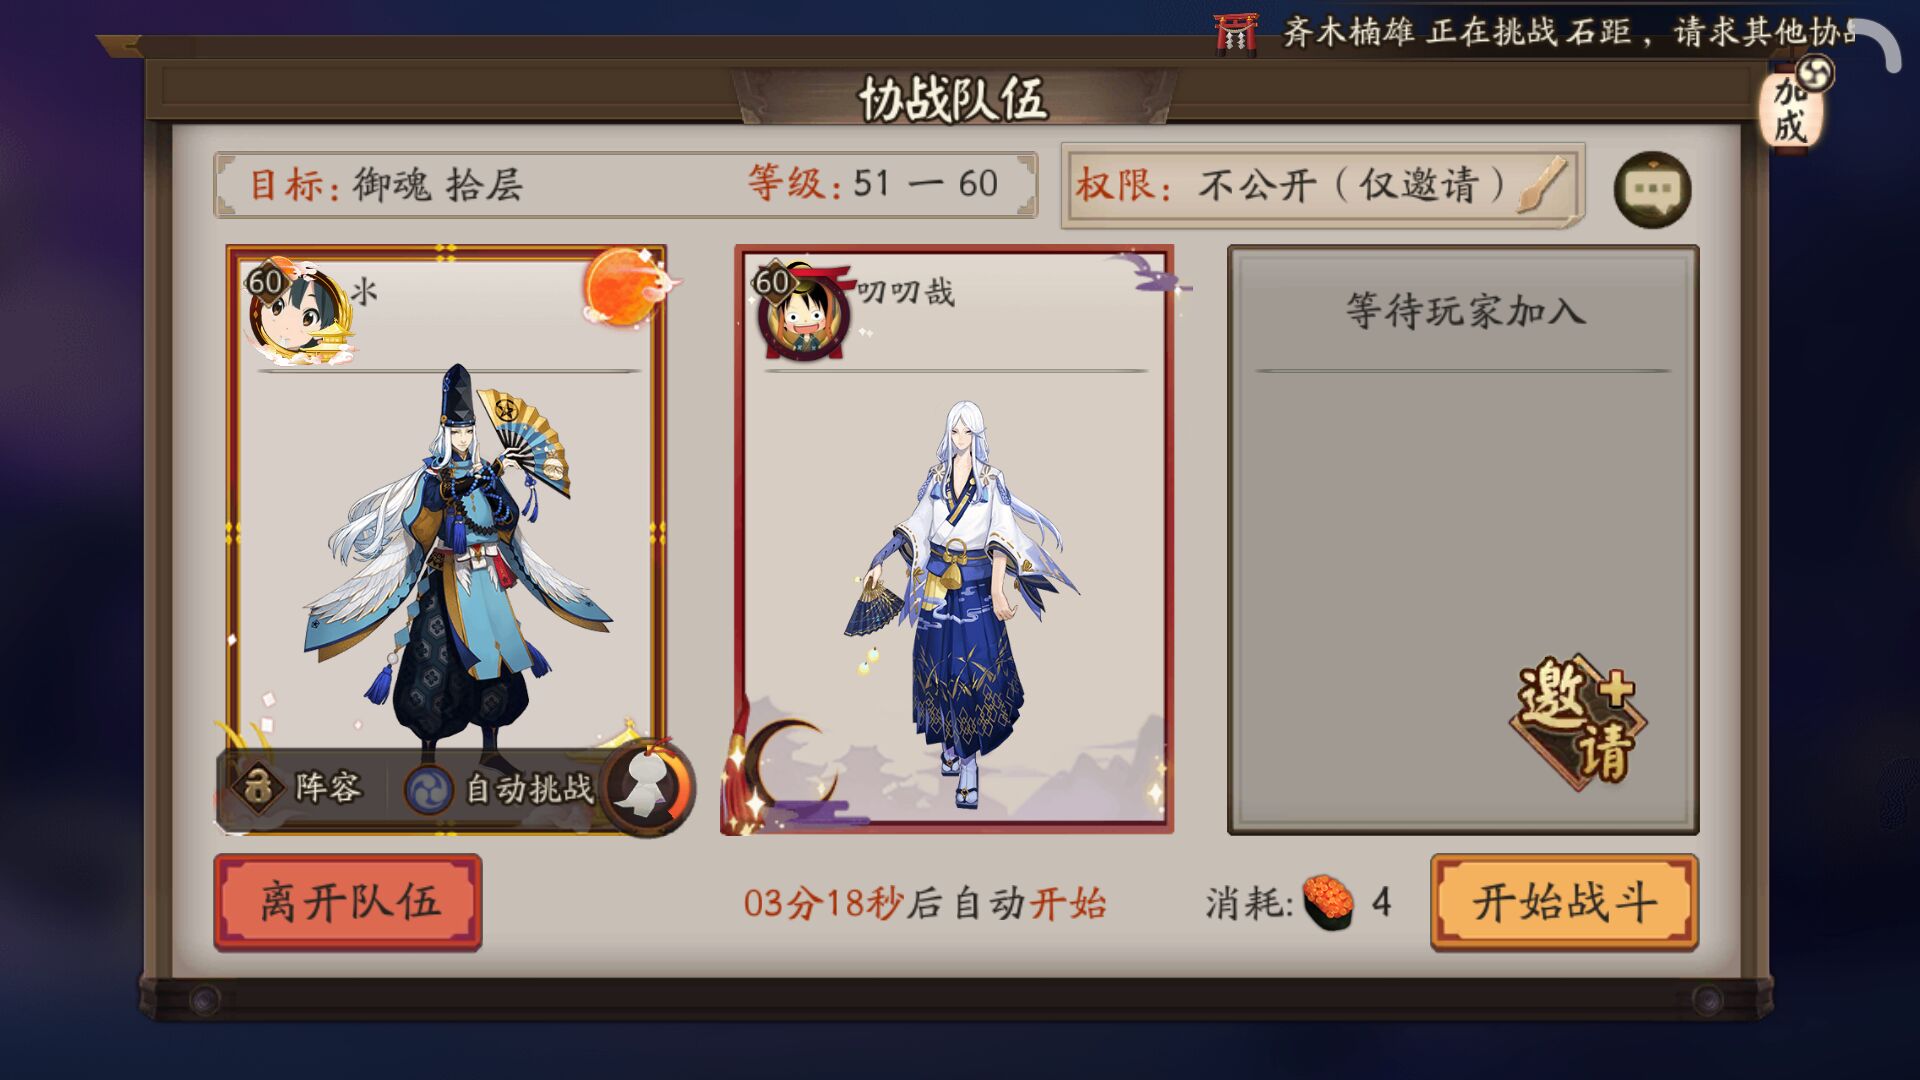 齐木楠雄 正在挑战 石距，请求其他协
协战队伍
加成
目标: 御魂 拾层
等级: 51 一 60
权限: 不公开（仅邀请）
60
氺
60
叨叨哉
等待玩家加入
邀请
阵容
自动挑战
离开队伍
03分18秒后自动开始
消耗: 4
开始战斗